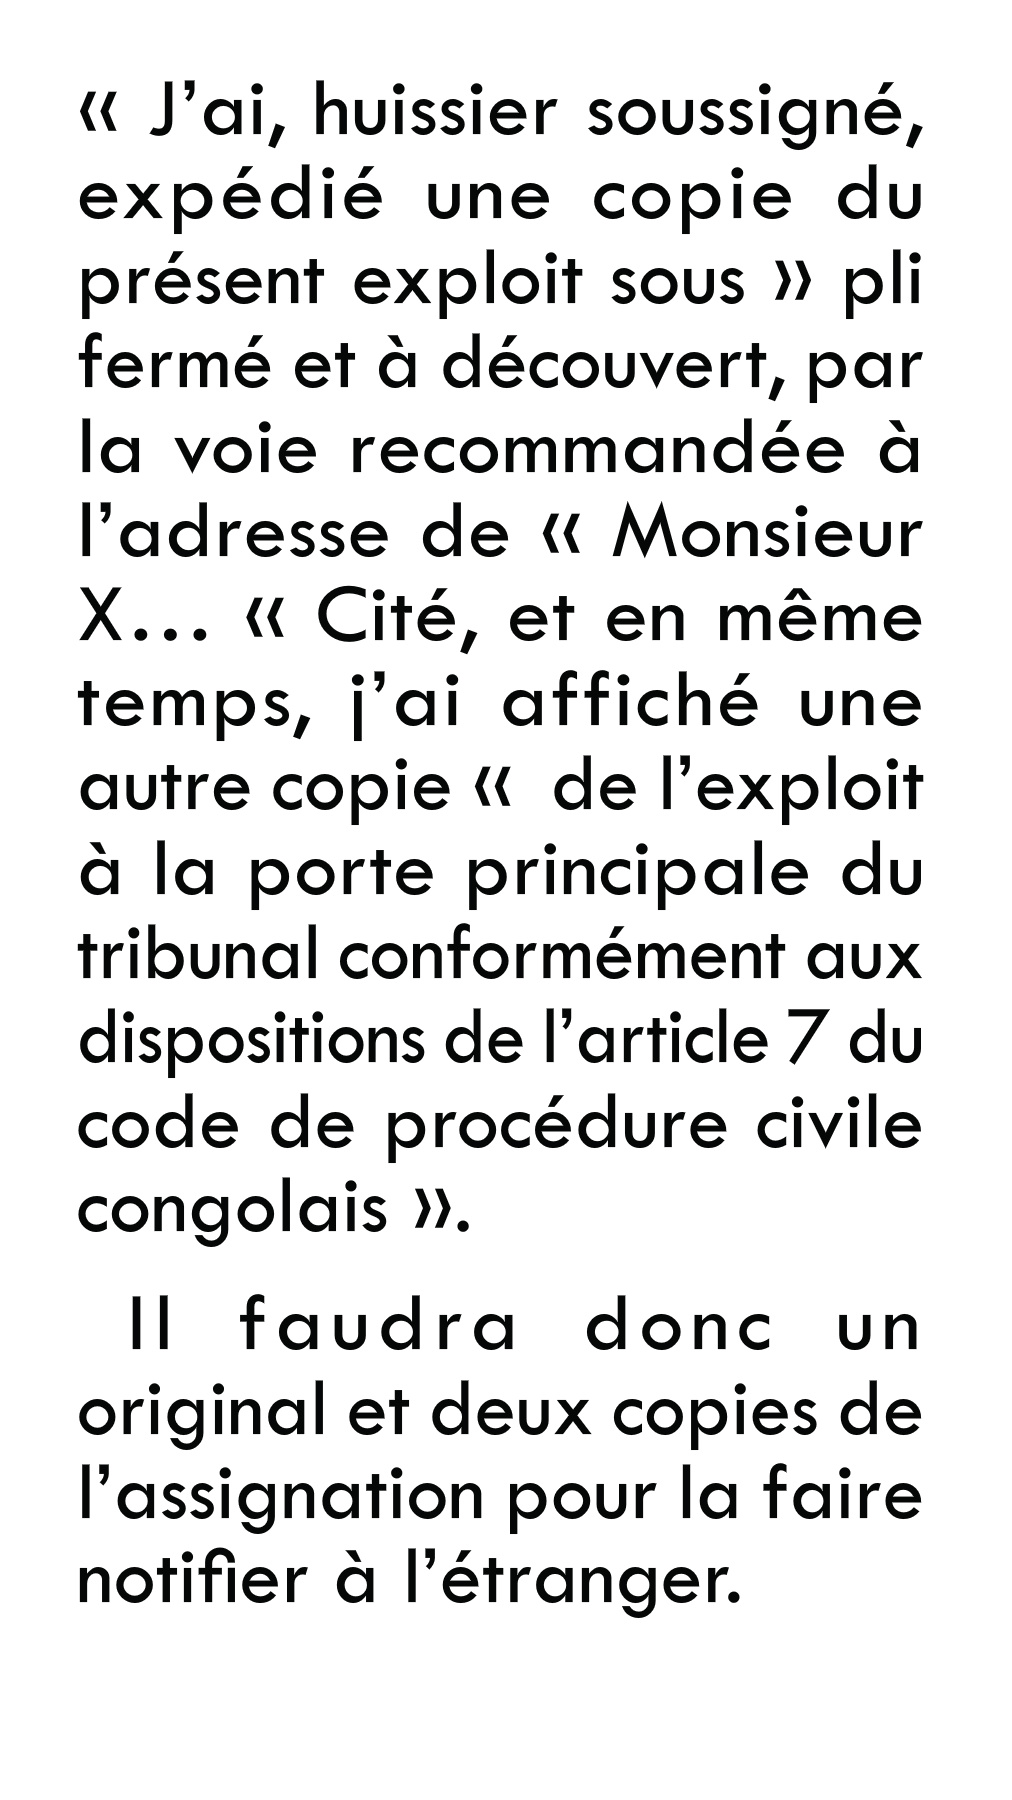 « J’ai, huissier soussigné,
expédié une copie du
présent exploit sous » pli
fermé et à découvert, par
la voie recommandée à
l’adresse de « Monsieur
X… « Cité, et en même
temps, j’ai affiché une
autre copie « de l’exploit
à la porte principale du
tribunal conformément aux
dispositions de l’article 7 du
code de procédure civile
congolais ».
Il faudra donc un
original et deux copies de
l’assignation pour la faire
notifier à l’étranger.